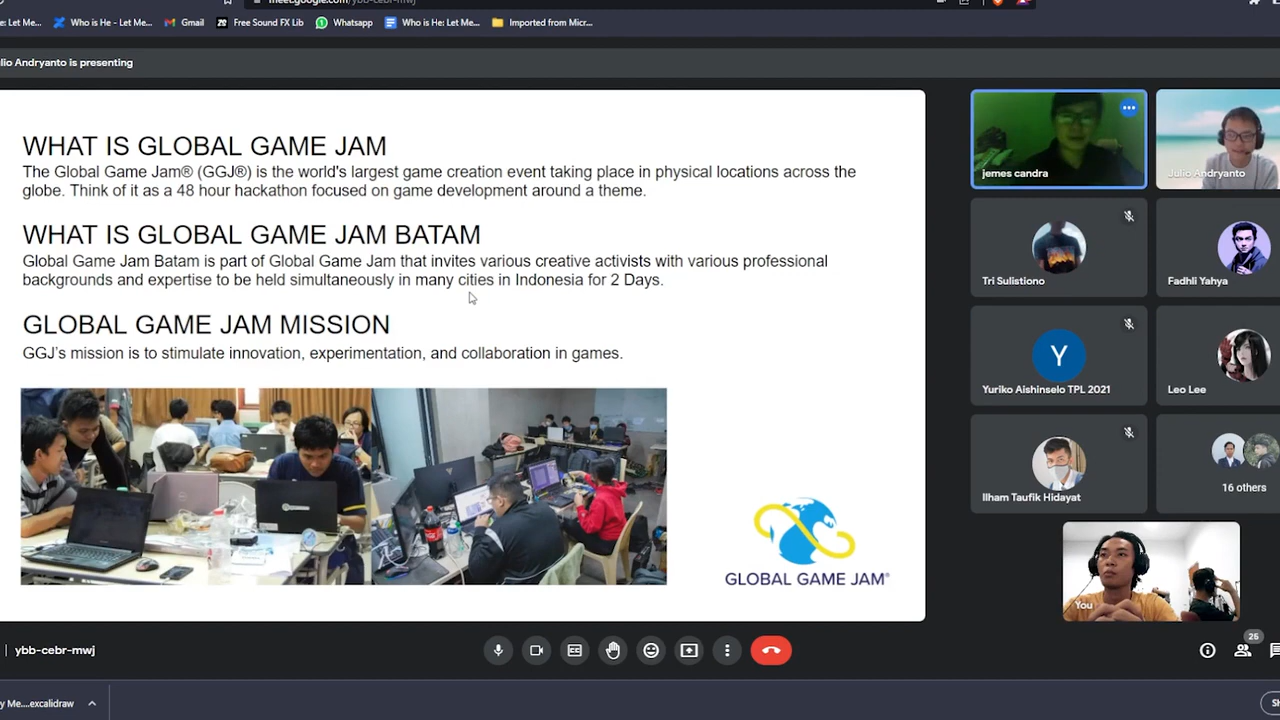 meet.google.com/ybb-cebr-mwj
Who is He - Let Me...
Gmail
Free Sound FX Lib
Whatsapp
Who is He: Let Me...
Imported from Micr...
Andryanto is presenting
WHAT IS GLOBAL GAME JAM
The Global Game Jam® (GGJ®) is the world's largest game creation event taking place in physical locations across the
globe. Think of it as a 48 hour hackathon focused on game development around a theme.
WHAT IS GLOBAL GAME JAM BATAM
Global Game Jam Batam is part of Global Game Jam that invites various creative activists with various professional
backgrounds and expertise to be held simultaneously in many cities in Indonesia for 2 Days.
GLOBAL GAME JAM MISSION
GGJ's mission is to stimulate innovation, experimentation, and collaboration in games.
GLOBAL GAME JAM®
jemes candra
Julio Andryanto
Tri Sulistiono
Fadhli Yahya
Y
Yuriko Aishinselo TPL 2021
Leo Lee
Ilham Taufik Hidayat
16 others
You
ybb-cebr-mwj
25
y Me....excalidraw